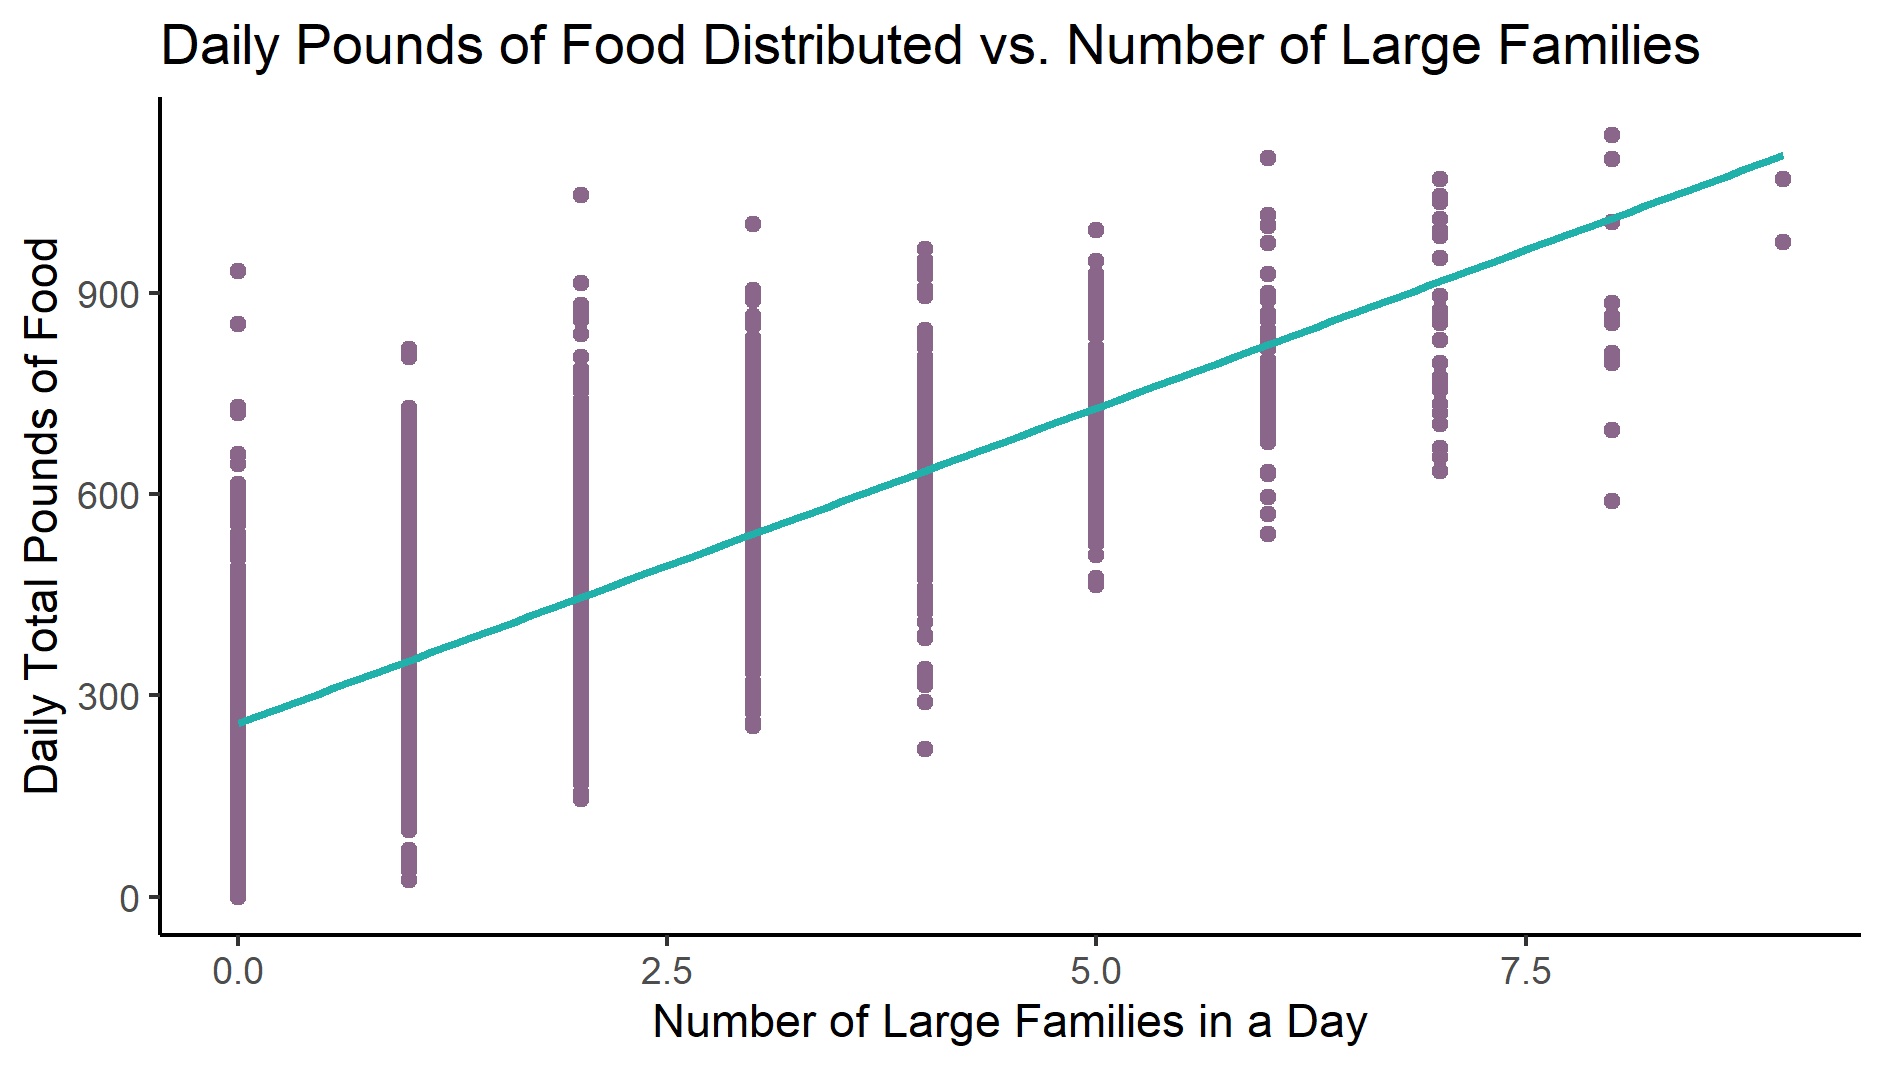 Daily Pounds of Food Distributed vs. Number of Large Families
Daily Total Pounds of Food
900
600
300
0
0.0 2.5 5.0 7.5
Number of Large Families in a Day